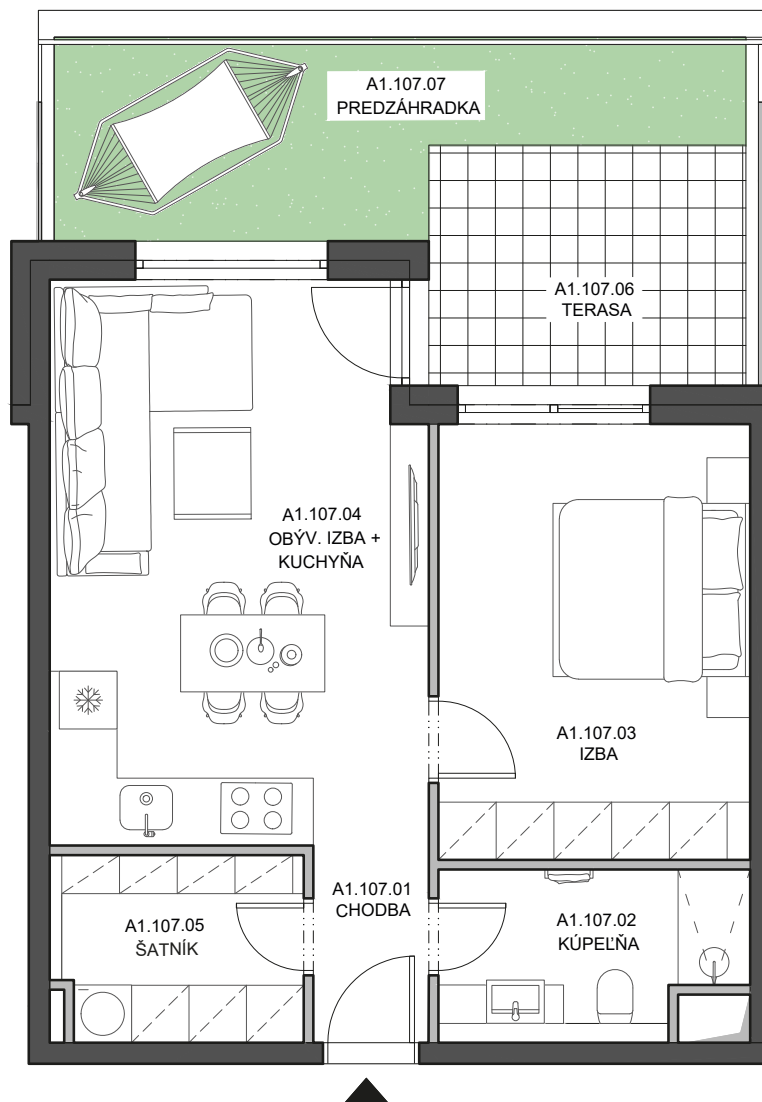 A1.107.07
PREDZÁHRADKA
A1.107.06
TERASA
A1.107.04
OBÝV. IZBA +
KUCHYŇA
A1.107.03
IZBA
A1.107.01
CHODBA
A1.107.05
ŠATNÍK
A1.107.02
KÚPEĽŇA